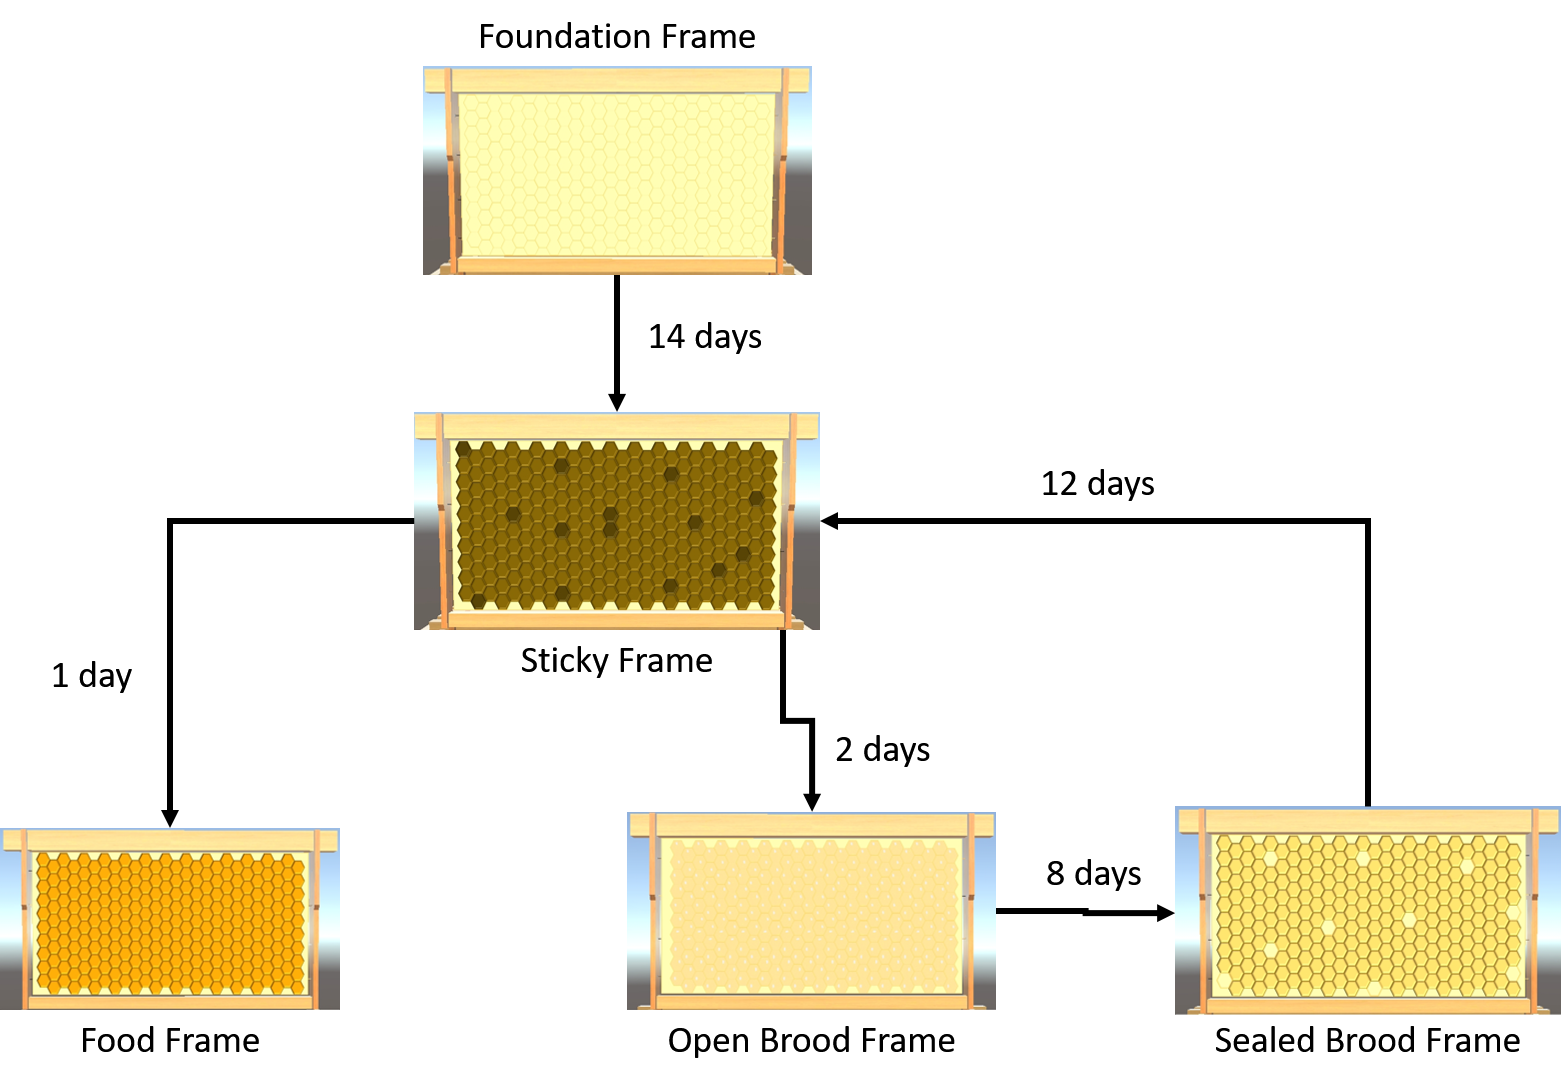 Foundation Frame
14 days
12 days
Sticky Frame
1 day
2 days
8 days
Food Frame
Open Brood Frame
Sealed Brood Frame